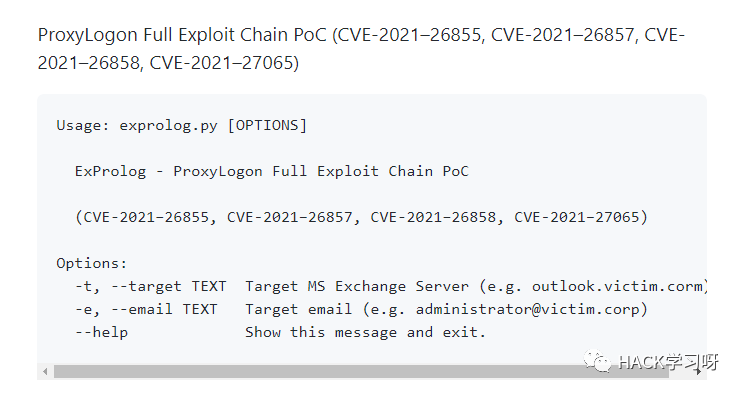 ProxyLogon Full Exploit Chain PoC (CVE-2021–26855, CVE-2021–26857, CVE-
2021–26858, CVE-2021–27065)
Usage: exprolog.py [OPTIONS]
ExProlog - ProxyLogon Full Exploit Chain PoC
(CVE-2021–26855, CVE-2021–26857, CVE-2021–26858, CVE-2021–27065)
Options:
-t, --target TEXT  Target MS Exchange Server (e.g. outlook.victim.corm)
-e, --email TEXT   Target email (e.g. administrator@victim.corp)
--help             Show this message and exit.
HACK学习呀